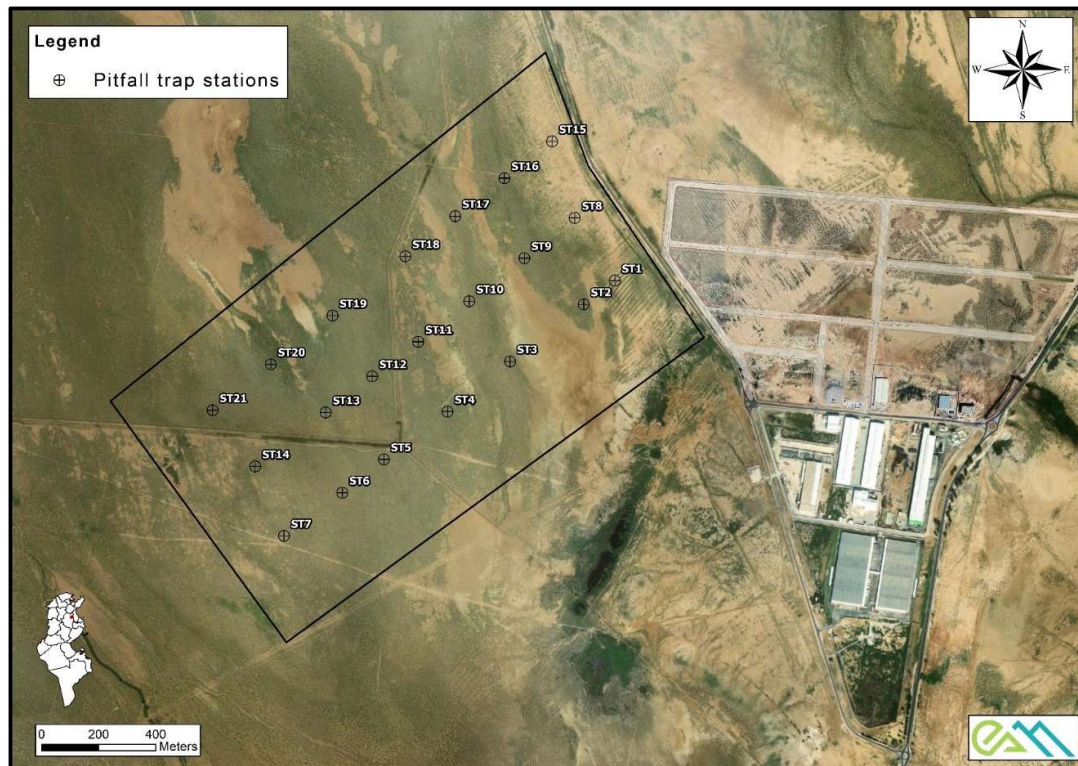 Legend
Pitfall trap stations
N
W E
S
ST15
ST16
ST17
ST8
ST18
ST9
ST1
ST2
ST10
ST19
ST11
ST3
ST20
ST12
ST21
ST13
ST4
ST5
ST14
ST6
ST7
0 200 400
Meters